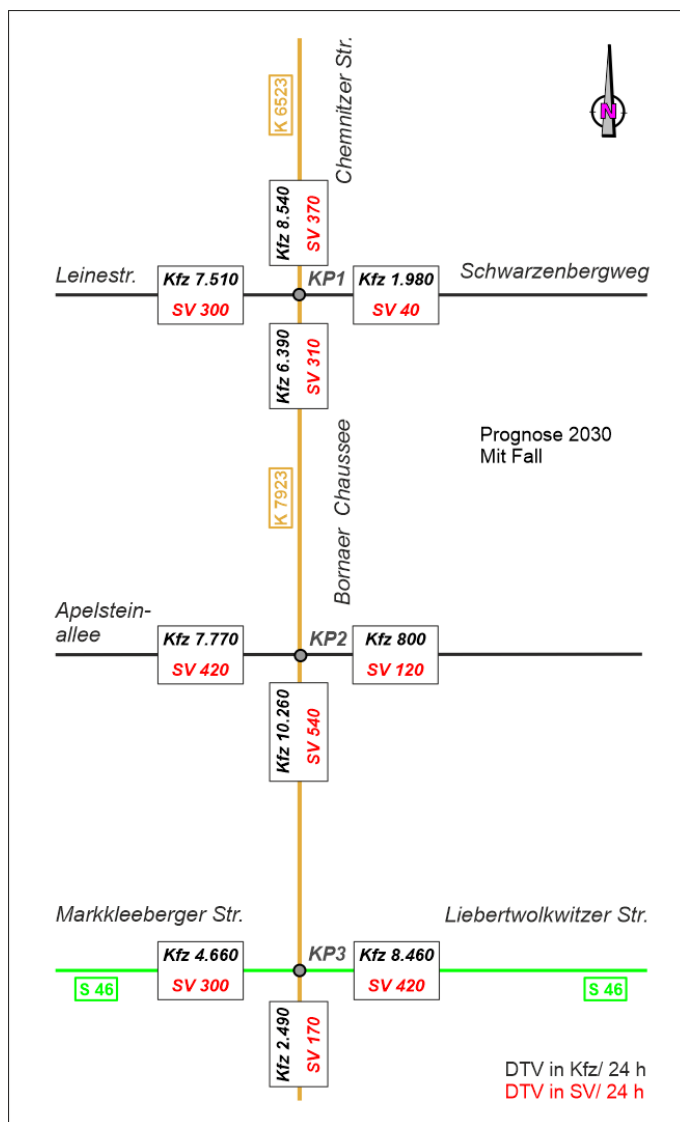 Chemnitzer Str.
K 6523
N
Kfz 8.540
SV 370
Leinestr.
Kfz 7.510
SV 300
KP1
Kfz 1.980
SV 40
Schwarzenbergweg
Kfz 6.390
SV 310
Prognose 2030
Mit Fall
K 7923
Bornaer Chaussee
Apelstein-
allee
Kfz 7.770
SV 420
KP2
Kfz 800
SV 120
Kfz 10.260
SV 540
Markkleeberger Str.
Liebertwolkwitzer Str.
Kfz 4.660
SV 300
KP3
Kfz 8.460
SV 420
S 46
S 46
Kfz 2.490
SV 170
DTV in Kfz/ 24 h
DTV in SV/ 24 h